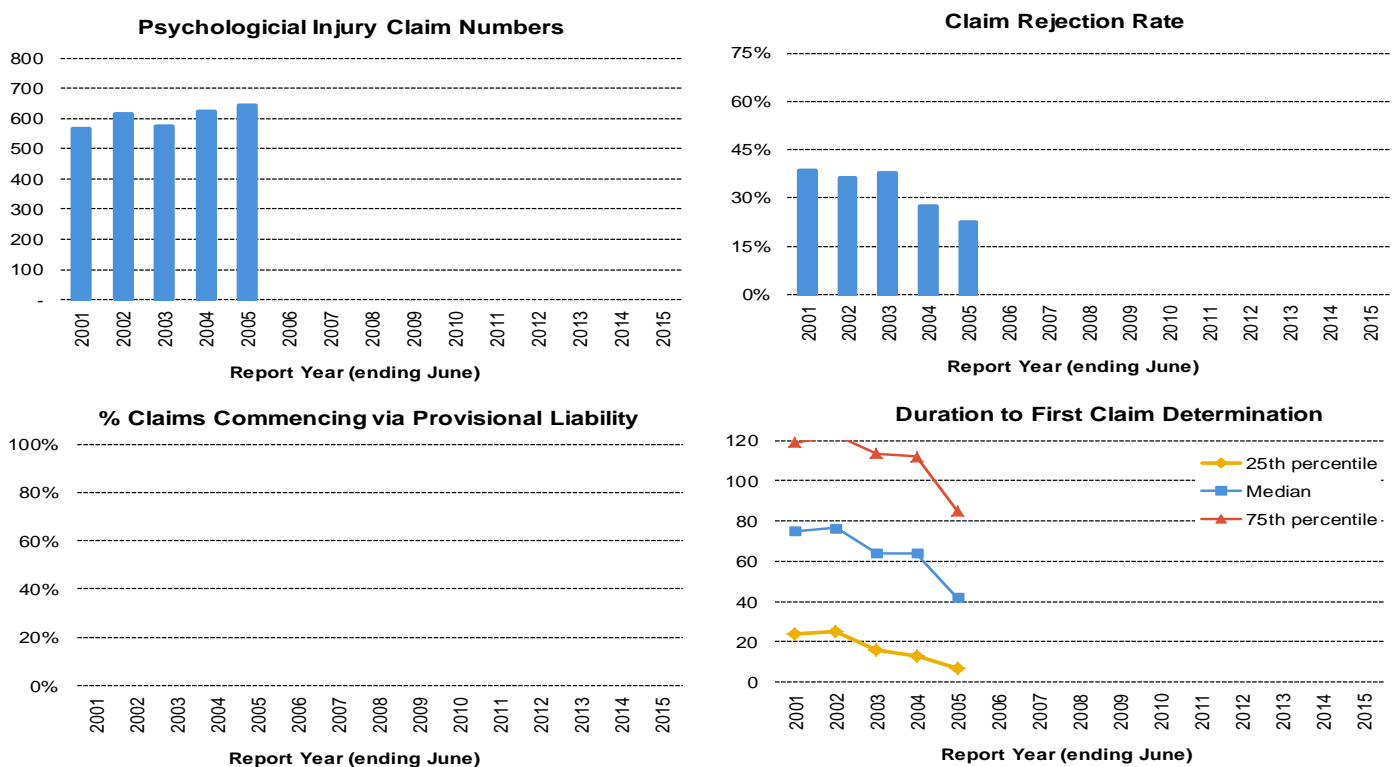 Psychologicial Injury Claim Numbers
800
700
600
500
400
300
200
100
-
2001 2002 2003 2004 2005 2006 2007 2008 2009 2010 2011 2012 2013 2014 2015
Report Year (ending June)
Claim Rejection Rate
75%
60%
45%
30%
15%
0%
2001 2002 2003 2004 2005 2006 2007 2008 2009 2010 2011 2012 2013 2014 2015
Report Year (ending June)
% Claims Commencing via Provisional Liability
100%
80%
60%
40%
20%
0%
2001 2002 2003 2004 2005 2006 2007 2008 2009 2010 2011 2012 2013 2014 2015
Report Year (ending June)
Duration to First Claim Determination
120
100
80
60
40
20
0
25th percentile
Median
75th percentile
2001 2002 2003 2004 2005 2006 2007 2008 2009 2010 2011 2012 2013 2014 2015
Report Year (ending June)